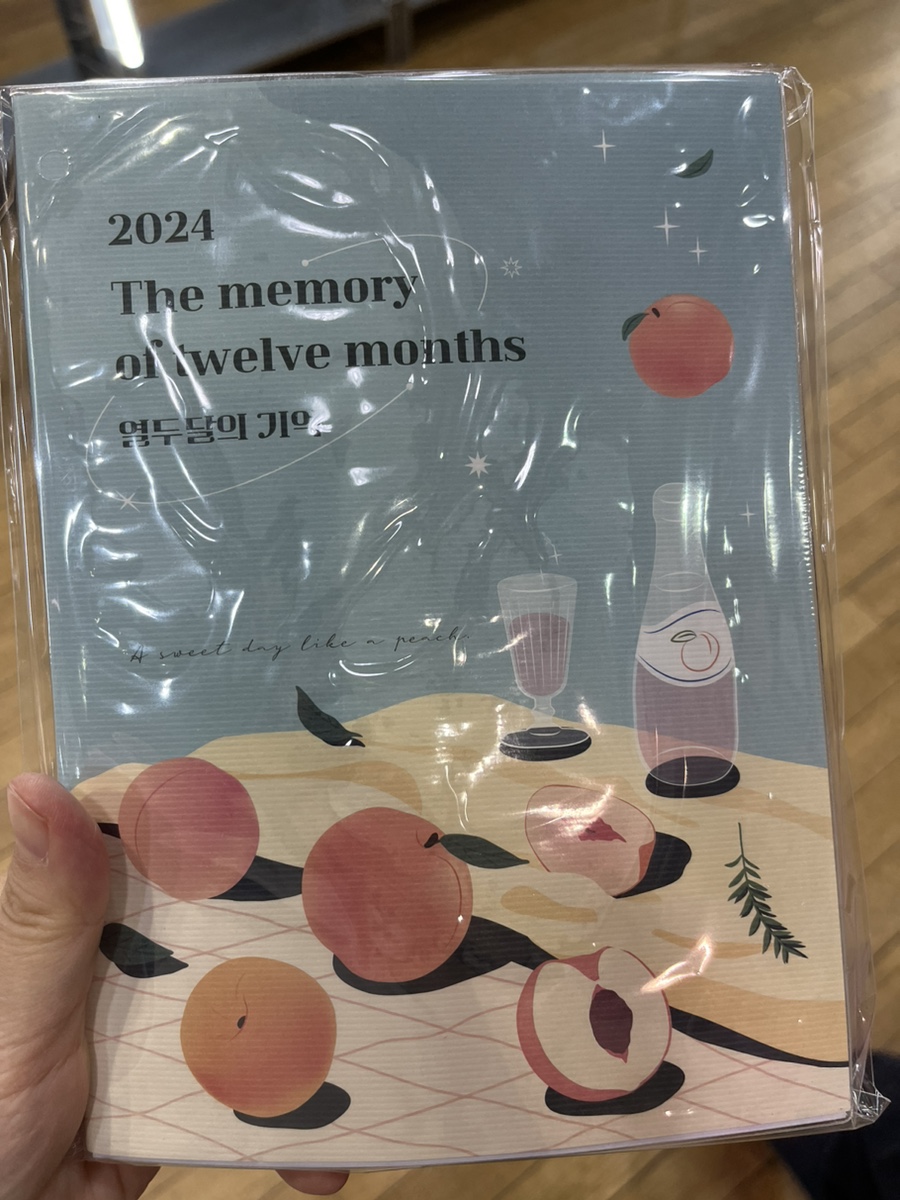 2024
The memory
of twelve months
열두달의 기억
A sweet day like a peach.